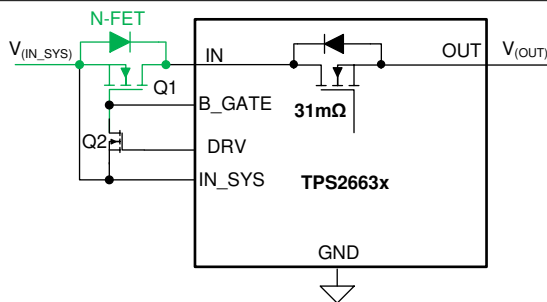 N-FET
V(IN_SYS)
IN
OUT
V(OUT)
Q1
B_GATE
31mΩ
Q2
DRV
IN_SYS
TPS2663x
GND